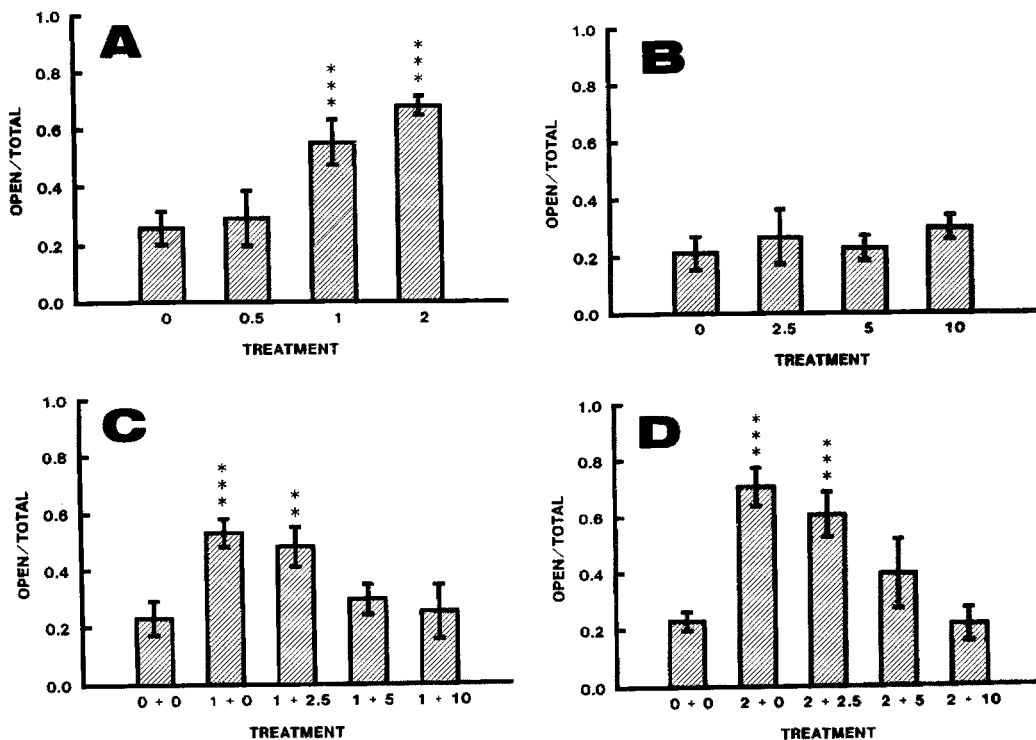 A
OPEN/TOTAL
1.0
0.8
0.6
0.4
0.2
0.0
***
***
0 0.5 1 2
TREATMENT
B
OPEN/TOTAL
1.0
0.8
0.6
0.4
0.2
0.0
0 2.5 5 10
TREATMENT
C
OPEN/TOTAL
1.0
0.8
0.6
0.4
0.2
0.0
***
**
0 + 0 1 + 0 1 + 2.5 1 + 5 1 + 10
TREATMENT
D
OPEN/TOTAL
1.0
0.8
0.6
0.4
0.2
0.0
***
***
0 + 0 2 + 0 2 + 2.5 2 + 5 2 + 10
TREATMENT